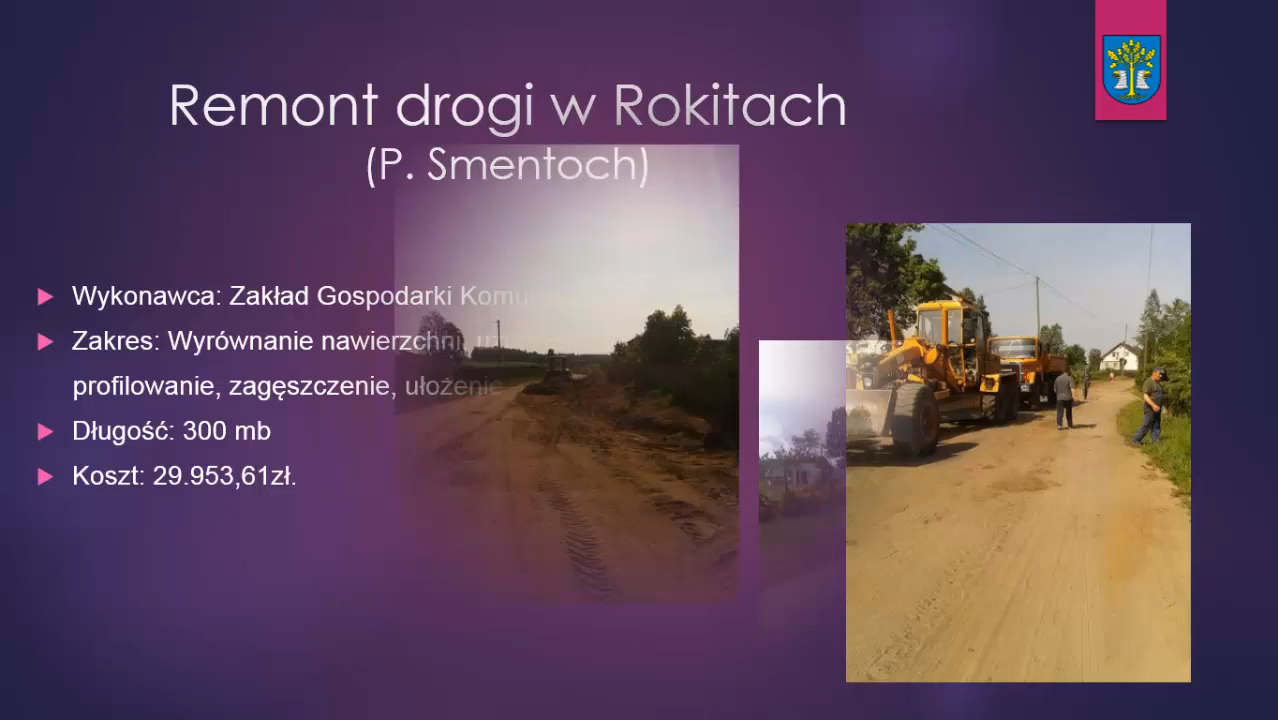 Remont drogi w Rokitach
(P. Smentoch)
Wykonawca: Zakład Gospodarki
Zakres: Wyrównanie nawierzchni,
profilowanie, zagęszczenie, ułożenie
Długość: 300 mb
Koszt: 29.953,61zł.